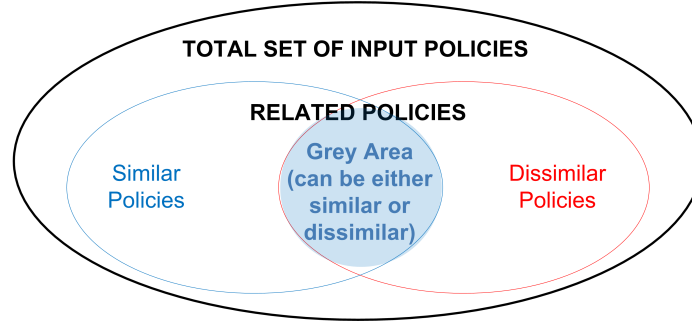 TOTAL SET OF INPUT POLICIES
RELATED POLICIES
Similar
Policies
Grey Area
(can be either
similar or
dissimilar)
Dissimilar
Policies